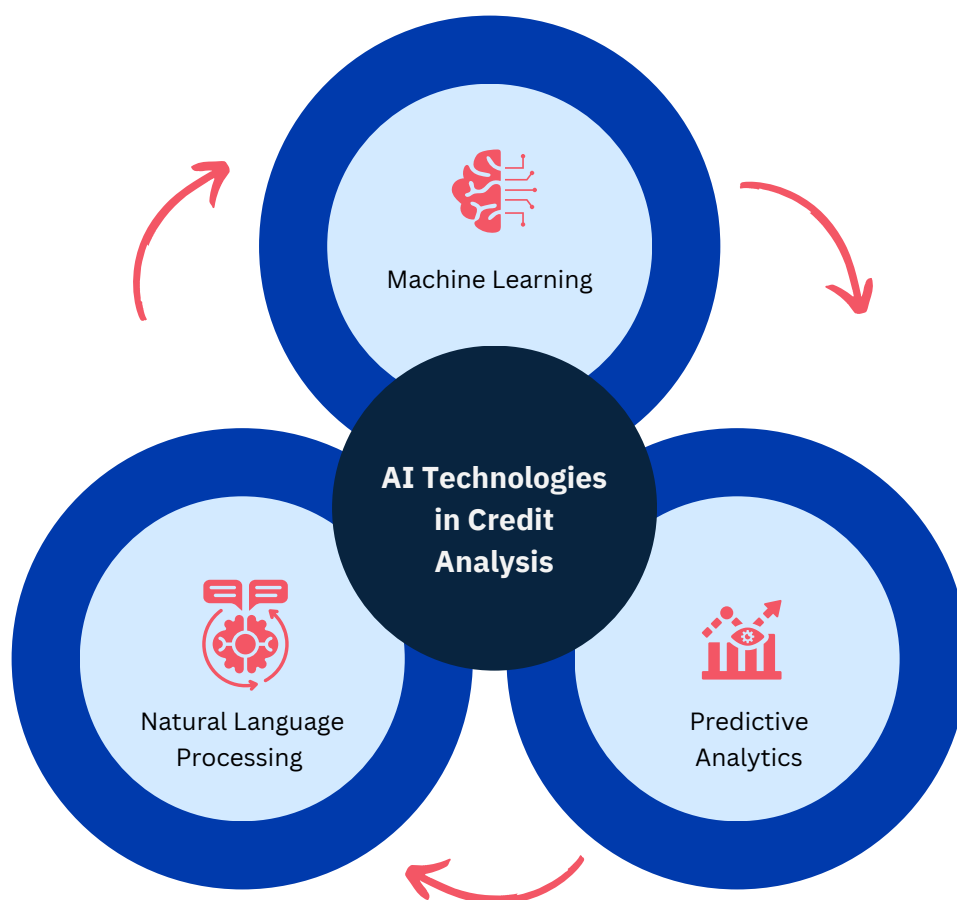 Machine Learning
AI Technologies
in Credit
Analysis
Natural Language
Processing
Predictive
Analytics